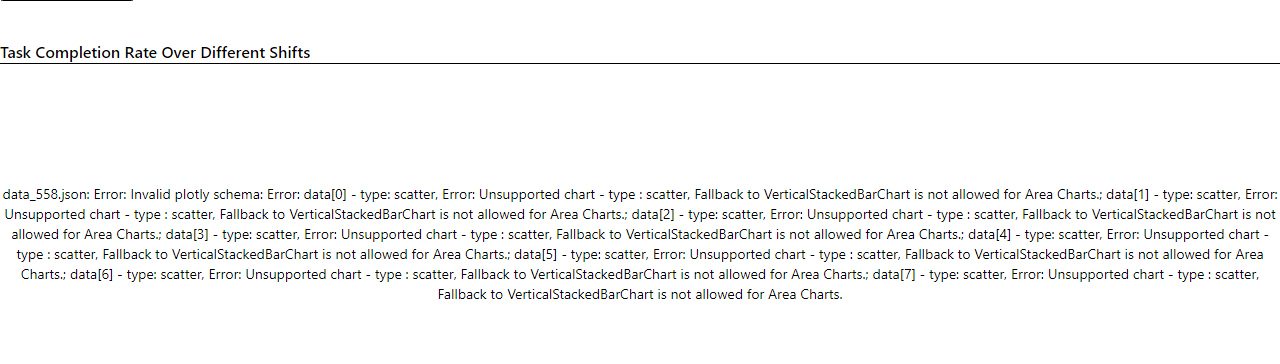 Task Completion Rate Over Different Shifts
data_558.json: Error: Invalid plotly schema: Error: data[0] - type: scatter, Error: Unsupported chart - type : scatter, Fallback to VerticalStackedBarChart is not allowed for Area Charts.; data[1] - type: scatter, Error:
Unsupported chart - type : scatter, Fallback to VerticalStackedBarChart is not allowed for Area Charts.; data[2] - type: scatter, Error: Unsupported chart - type : scatter, Fallback to VerticalStackedBarChart is not
allowed for Area Charts.; data[3] - type: scatter, Error: Unsupported chart - type : scatter, Fallback to VerticalStackedBarChart is not allowed for Area Charts.; data[4] - type: scatter, Error: Unsupported chart -
type : scatter, Fallback to VerticalStackedBarChart is not allowed for Area Charts.; data[5] - type: scatter, Error: Unsupported chart - type : scatter, Fallback to VerticalStackedBarChart is not allowed for Area
Charts.; data[6] - type: scatter, Error: Unsupported chart - type : scatter, Fallback to VerticalStackedBarChart is not allowed for Area Charts.; data[7] - type: scatter, Error: Unsupported chart - type : scatter,
Fallback to VerticalStackedBarChart is not allowed for Area Charts.